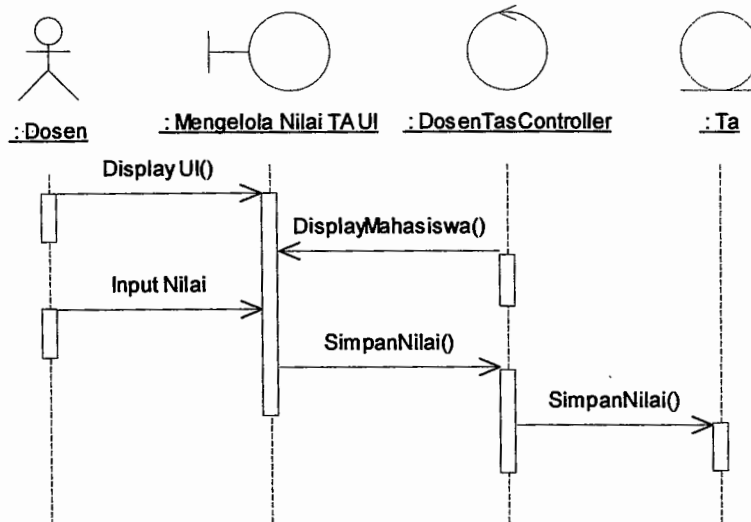 : Dosen
: Mengelola Nilai TA UI
: DosenTasController
: Ta
Display UI()
DisplayMahasiswa()
Input Nilai
SimpanNilai()
SimpanNilai()